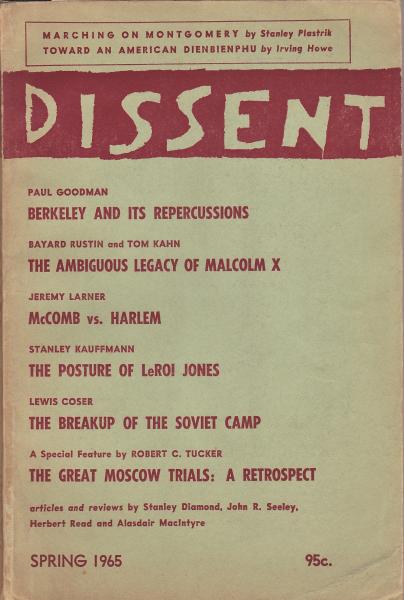 MARCHING ON MONTGOMERY by Stanley Plastrik
TOWARD AN AMERICAN DIENBIENPHU by Irving Howe
DISSENT
PAUL GOODMAN
BERKELEY AND ITS REPERCUSSIONS
BAYARD RUSTIN and TOM KAHN
THE AMBIGUOUS LEGACY OF MALCOLM X
JEREMY LARNER
McCOMB vs. HARLEM
STANLEY KAUFFMANN
THE POSTURE OF LeROI JONES
LEWIS COSER
THE BREAKUP OF THE SOVIET CAMP
A Special Feature by ROBERT C. TUCKER
THE GREAT MOSCOW TRIALS: A RETROSPECT
articles and reviews by Stanley Diamond, John R. Seeley,
Herbert Read and Alasdair MacIntyre
SPRING 1965 95c.